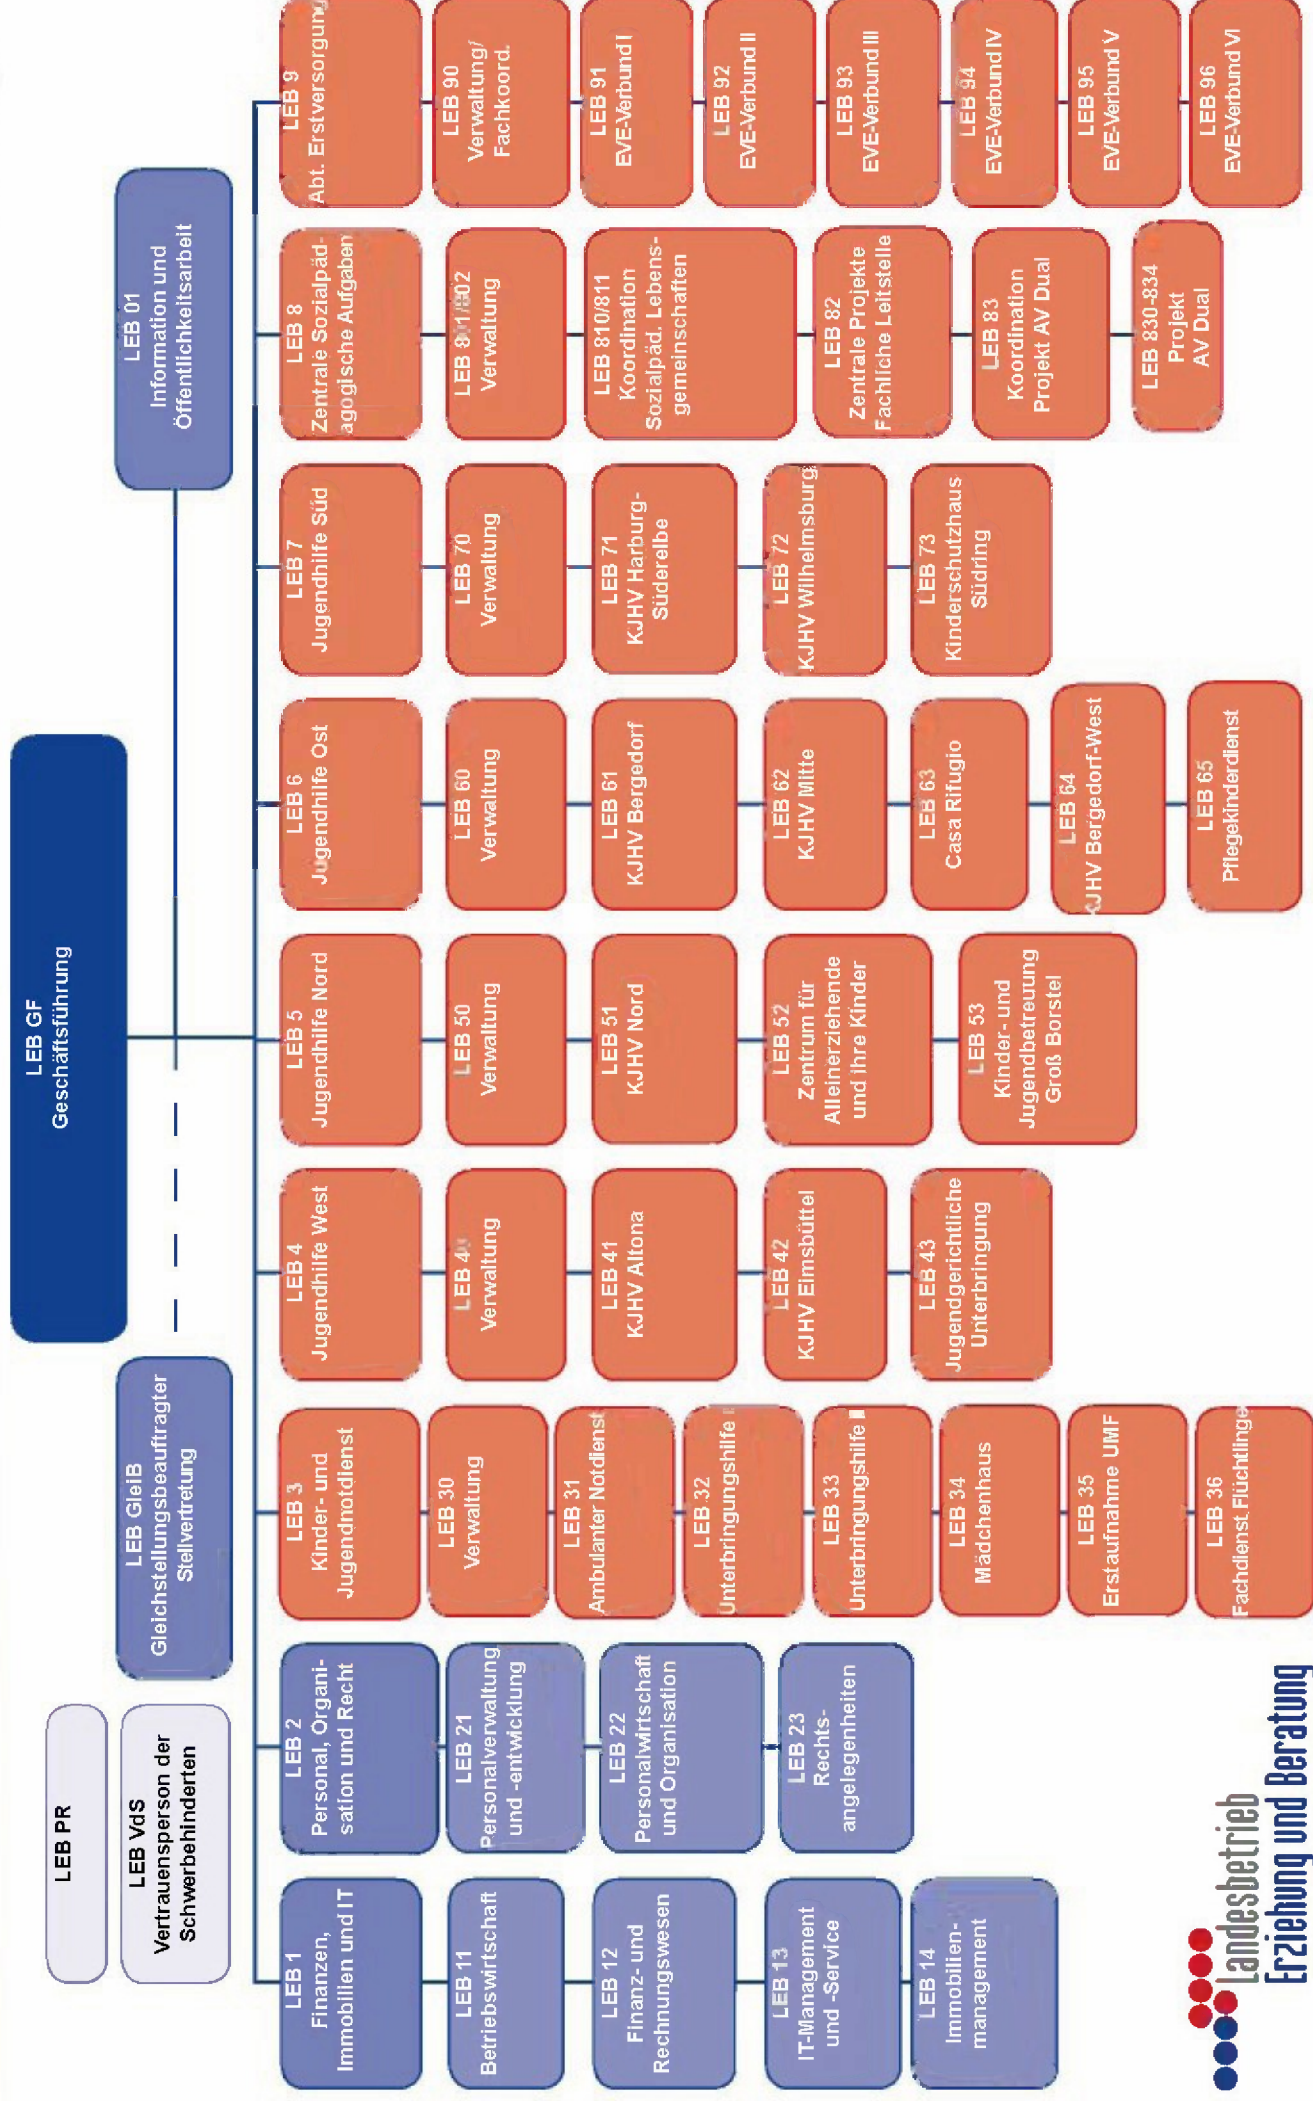 LEB GF
Geschäftsführung
LEB PR
LEB VdS
Vertrauensperson der
Schwerbehinderten
LEB GleiB
Gleichstellungsbeauftragter
Stellvertretung
LEB 01
Information und
Öffentlichkeitsarbeit
LEB 1
Finanzen,
Immobilien und IT
LEB 11
Betriebswirtschaft
LEB 12
Finanz- und
Rechnungswesen
LEB 13
IT-Management
und -Service
LEB 14
Immobilien-
management
LEB 2
Personal, Organi-
sation und Recht
LEB 21
Personalverwaltung
und -entwicklung
LEB 22
Personalwirtschaft
und Organisation
LEB 23
Rechts-
angelegenheiten
LEB 3
Kinder- und
Jugendnotdienst
LEB 30
Verwaltung
LEB 31
Ambulanter Notdienst
LEB 32
Unterbringungshilfe I
LEB 33
Unterbringungshilfe II
LEB 34
Mädchenhaus
LEB 35
Erstaufnahme UMF
LEB 36
Fachdienst Flüchtlinge
LEB 4
Jugendhilfe West
LEB 40
Verwaltung
LEB 41
KJHV Altona
LEB 42
KJHV Eimsbüttel
LEB 43
Jugendgerichtliche
Unterbringung
LEB 5
Jugendhilfe Nord
LEB 50
Verwaltung
LEB 51
KJHV Nord
LEB 52
Zentrum für
Alleinerziehende
und ihre Kinder
LEB 53
Kinder- und
Jugendbetreuung
Groß Borstel
LEB 6
Jugendhilfe Ost
LEB 60
Verwaltung
LEB 61
KJHV Bergedorf
LEB 62
KJHV Mitte
LEB 63
Casa Rifugio
LEB 64
KJHV Bergedorf-West
LEB 65
Pflegekinderdienst
LEB 7
Jugendhilfe Süd
LEB 70
Verwaltung
LEB 71
KJHV Harburg-
Süderelbe
LEB 72
KJHV Wilhelmsburg
LEB 73
Kinderschutzhaus
Südring
LEB 8
Zentrale Sozialpäd-
agogische Aufgaben
LEB 801/802
Verwaltung
LEB 810/811
Koordination
Sozialpäd. Lebens-
gemeinschaften
LEB 82
Zentrale Projekte
Fachliche Leitstelle
LEB 83
Koordination
Projekt AV Dual
LEB 830-834
Projekt
AV Dual
LEB 9
Abt. Erstversorgung
LEB 90
Verwaltung/
Fachkoord.
LEB 91
EVE-Verbund I
LEB 92
EVE-Verbund II
LEB 93
EVE-Verbund III
LEB 94
EVE-Verbund IV
LEB 95
EVE-Verbund V
LEB 96
EVE-Verbund VI
Landesbetrieb
Erziehung und Beratung